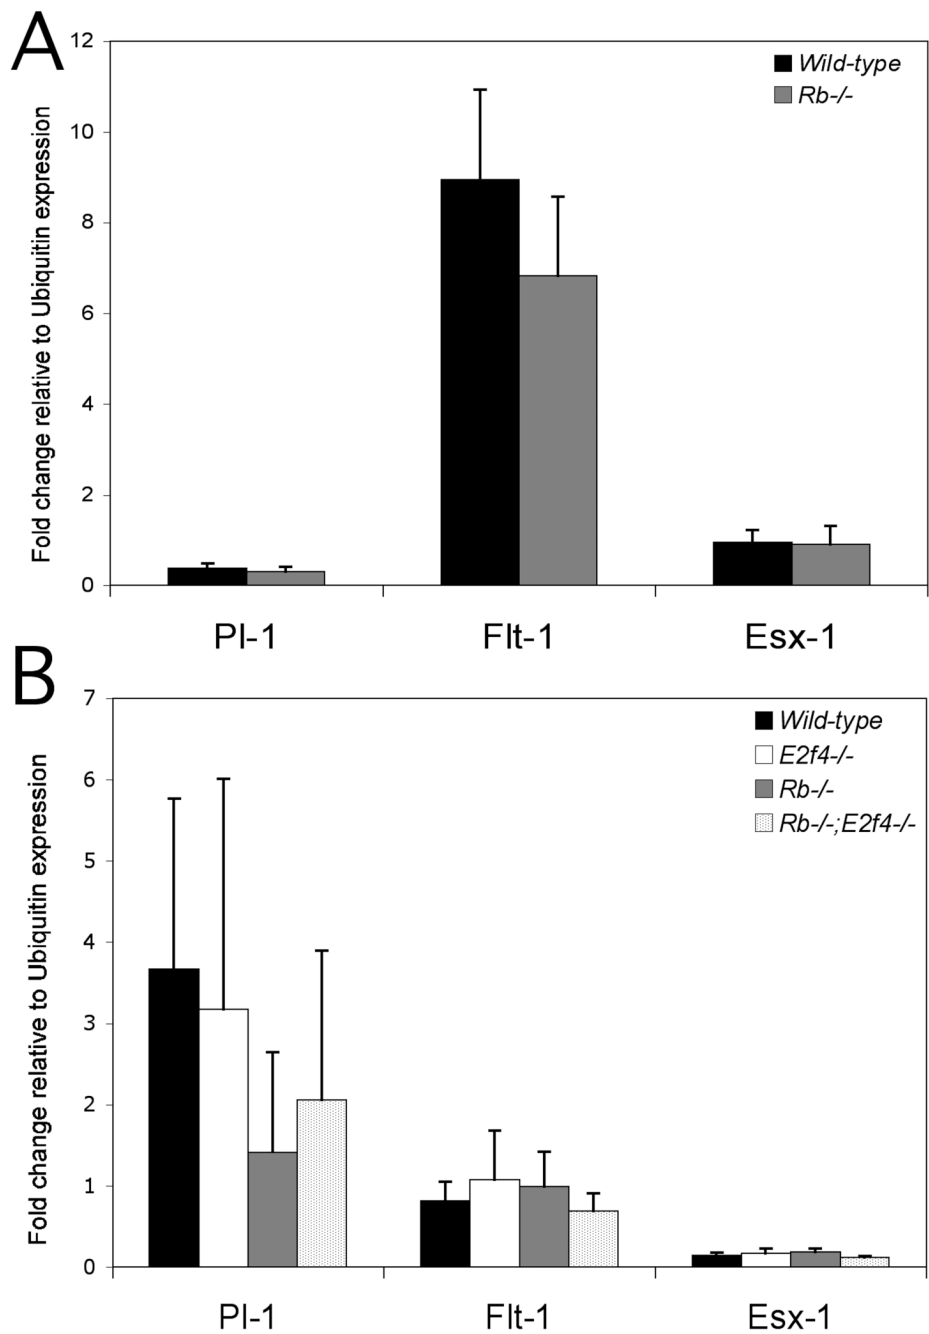 A
Fold change relative to Ubiquitin expression
12
10
8
6
4
2
0
Wild-type
Rb-/-
Pl-1
Flt-1
Esx-1
B
Fold change relative to Ubiquitin expression
7
6
5
4
3
2
1
0
Wild-type
E2f4-/-
Rb-/-
Rb-/-;E2f4-/-
Pl-1
Flt-1
Esx-1